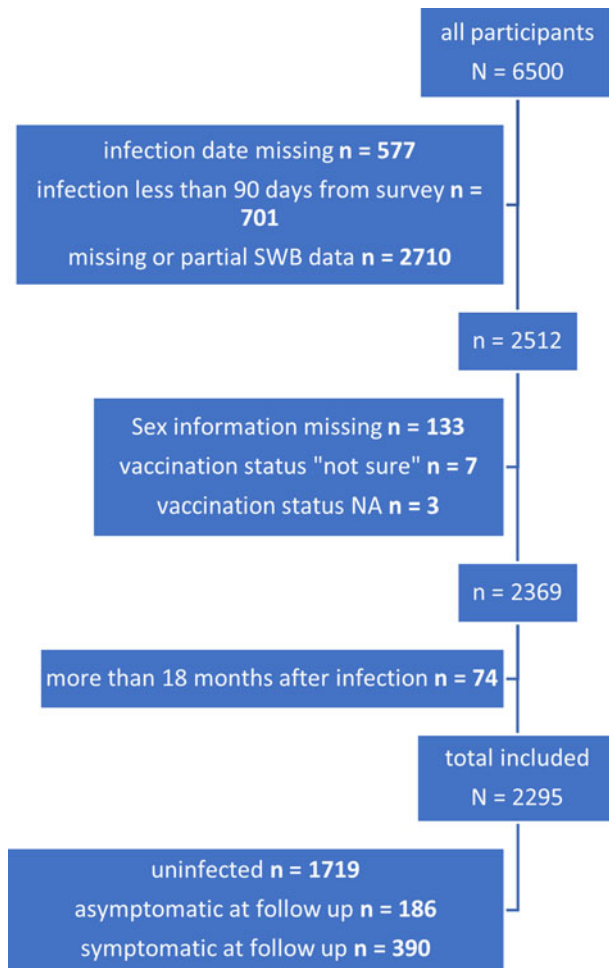 all participants
N = 6500
infection date missing n = 577
infection less than 90 days from survey n =
701
missing or partial SWB data n = 2710
n = 2512
Sex information missing n = 133
vaccination status "not sure" n = 7
vaccination status NA n = 3
n = 2369
more than 18 months after infection n = 74
total included
N = 2295
uninfected n = 1719
asymptomatic at follow up n = 186
symptomatic at follow up n = 390